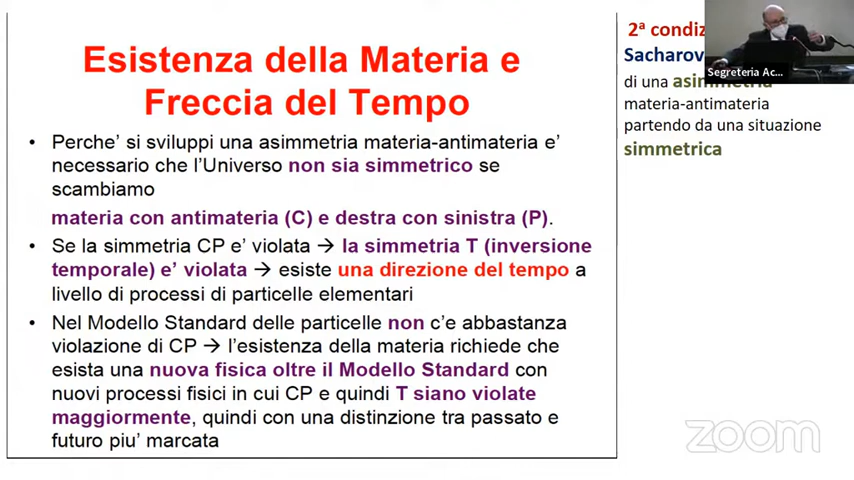 Esistenza della Materia e
Freccia del Tempo
• Perche' si sviluppi una asimmetria materia-antimateria e'
necessario che l'Universo non sia simmetrico se
scambiamo
materia con antimateria (C) e destra con sinistra (P).
• Se la simmetria CP e' violata → la simmetria T (inversione
temporale) e' violata → esiste una direzione del tempo a
livello di processi di particelle elementari
• Nel Modello Standard delle particelle non c'e abbastanza
violazione di CP → l'esistenza della materia richiede che
esista una nuova fisica oltre il Modello Standard con
nuovi processi fisici in cui CP e quindi T siano violate
maggiormente, quindi con una distinzione tra passato e
futuro piu' marcata
2ª condiz
Sacharov
di una asimmetria
materia-antimateria
partendo da una situazione
simmetrica
Segreteria Ac...
zoom